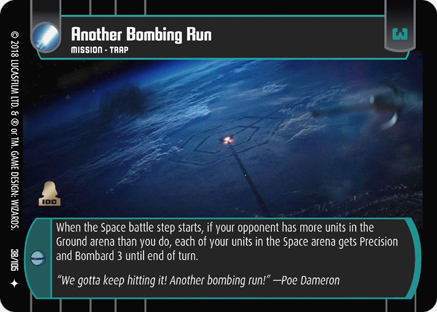 Another Bombing Run
MISSION • TRAP
3
© 2018 LUCASFILM LTD. & ® or TM. GAME DESIGN: WIZARDS.
IDC
When the Space battle step starts, if your opponent has more units in the
Ground arena than you do, each of your units in the Space arena gets Precision
and Bombard 3 until end of turn.
“We gotta keep hitting it! Another bombing run!” —Poe Dameron